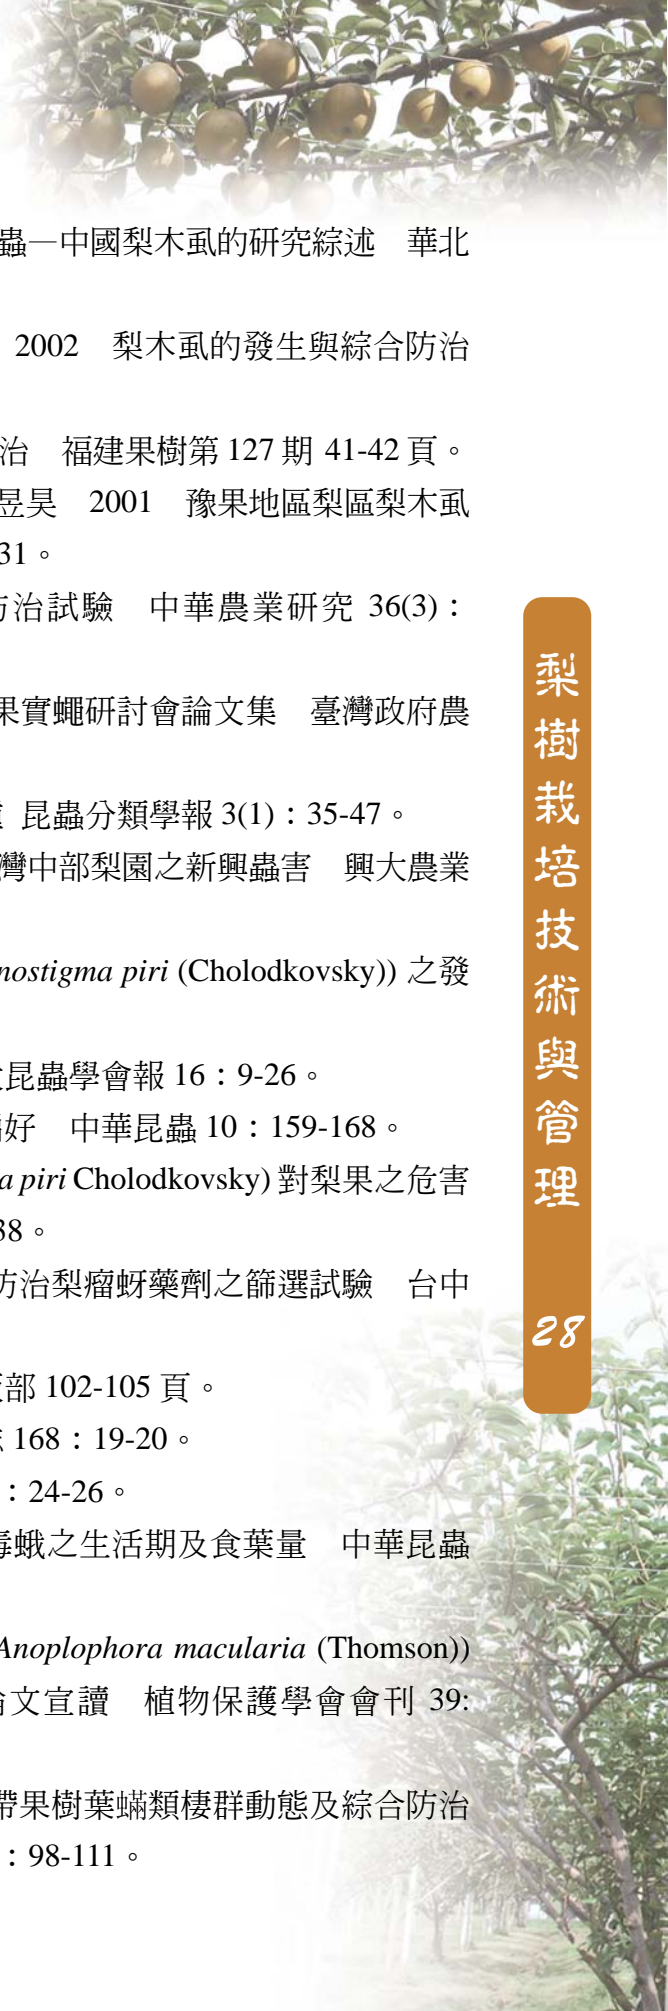 蟲—中國梨木虱的研究綜述　華北
2002　梨木虱的發生與綜合防治
治　福建果樹第 127 期 41-42 頁。
昱昊　2001　豫果地區梨區梨木虱
31。
防治試驗　中華農業研究 36(3)：
果實蠅研討會論文集　臺灣政府農
昆蟲分類學報 3(1)：35-47。
灣中部梨園之新興蟲害　興大農業
nostigma piri (Cholodkovsky)) 之發
昆蟲學會報 16：9-26。
好　中華昆蟲 10：159-168。
a piri Cholodkovsky) 對梨果之危害
38。
防治梨瘤蚜藥劑之篩選試驗　台中
部 102-105 頁。
168：19-20。
：24-26。
毒蛾之生活期及食葉量　中華昆蟲
Anoplophora macularia (Thomson))
論文宣讀　植物保護學會會刊 39:
帶果樹葉蟎類棲群動態及綜合防治
：98-111。
梨樹栽培技術與管理
28